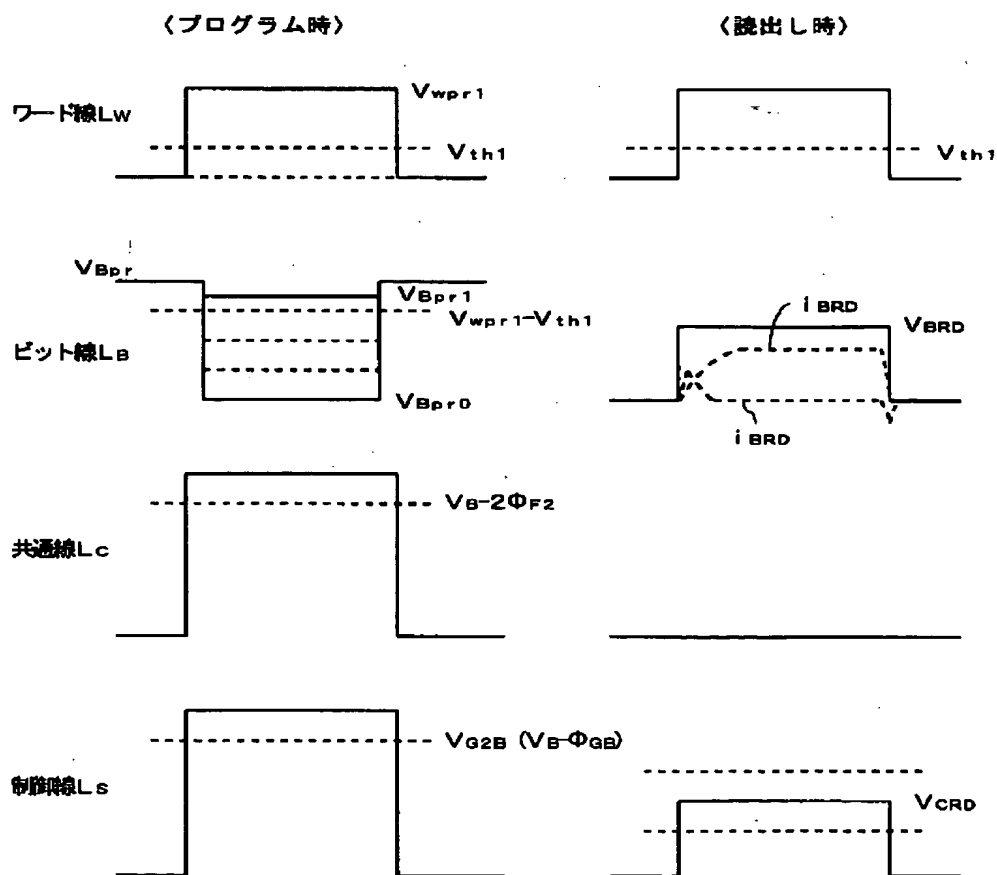 〈プログラム時〉
〈読出し時〉
ワード線LW
Vwpr1
Vth1
Vth1
VBpr
VBpr1
Vwpr1-Vth1
ビット線LB
VBpr0
i BRD
VBRD
i BRD
共通線Lc
VB-2ΦF2
制御線Ls
VG2B (VB-ΦGB)
VCRD